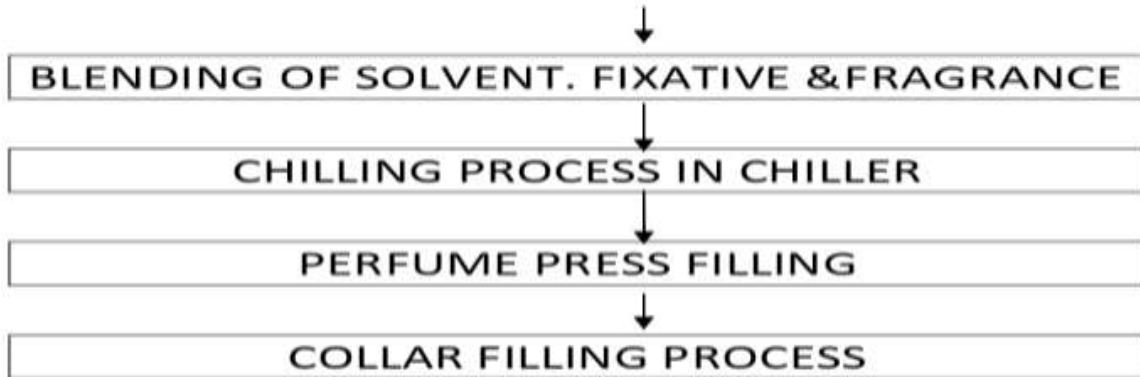 BLENDING OF SOLVENT. FIXATIVE &FRAGRANCE
CHILLING PROCESS IN CHILLER
PERFUME PRESS FILLING
COLLAR FILLING PROCESS